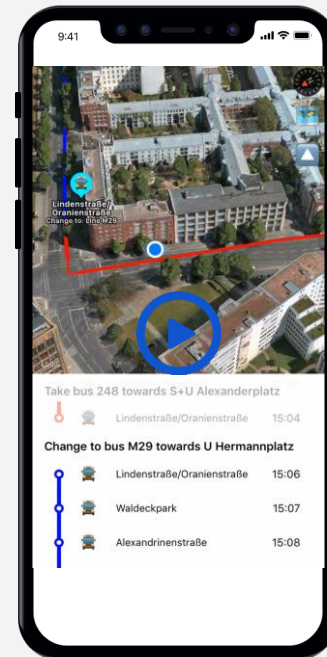 9:41
Lindenstraße/
Oranienstraße
Change to: Line M29
Take bus 248 towards S+U Alexanderplatz
Lindenstraße/Oranienstraße 15:04
Change to bus M29 towards U Hermannplatz
Lindenstraße/Oranienstraße 15:06
Waldeckpark 15:07
Alexandrinenstraße 15:08